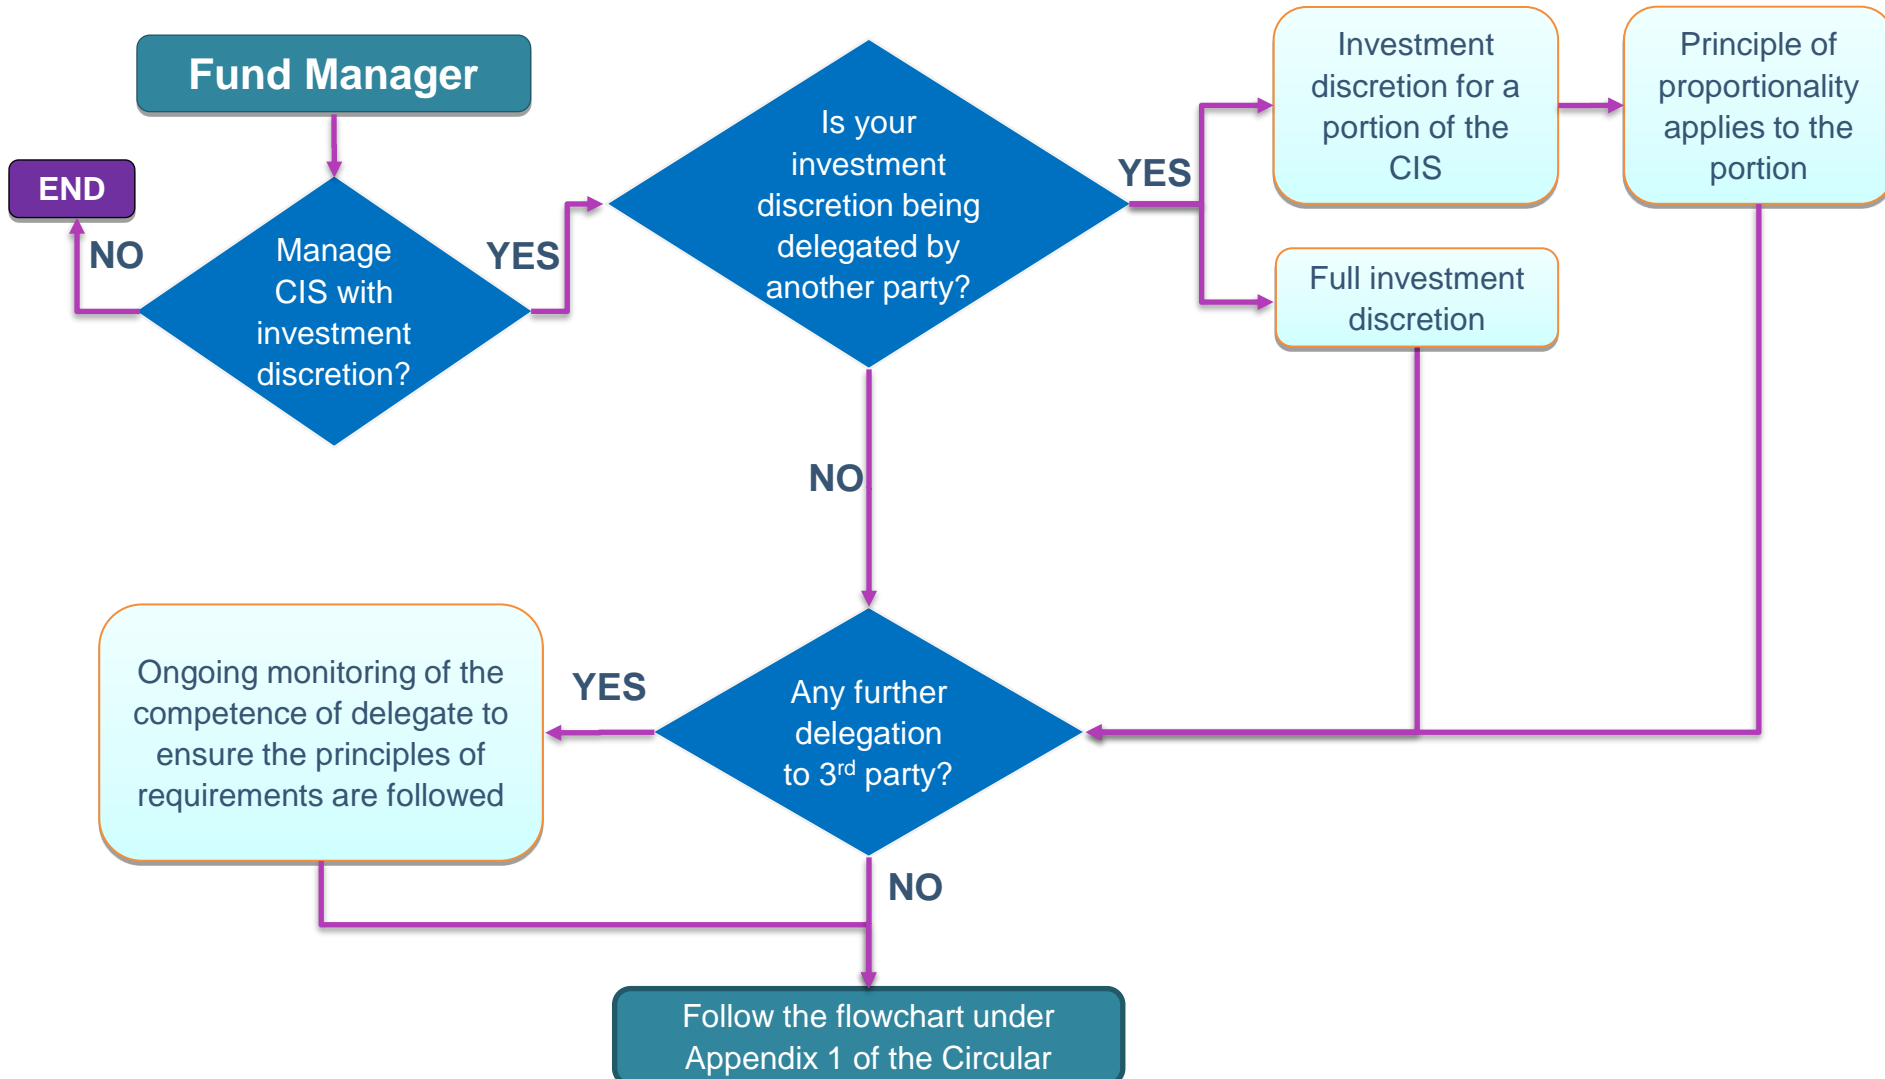 Fund Manager
END
NO
Manage
CIS with
investment
discretion?
YES
Is your
investment
discretion being
delegated by
another party?
YES
Investment
discretion for a
portion of the
CIS
Principle of
proportionality
applies to the
portion
Full investment
discretion
NO
Any further
delegation
to 3rd party?
YES
Ongoing monitoring of the
competence of delegate to
ensure the principles of
requirements are followed
NO
Follow the flowchart under
Appendix 1 of the Circular